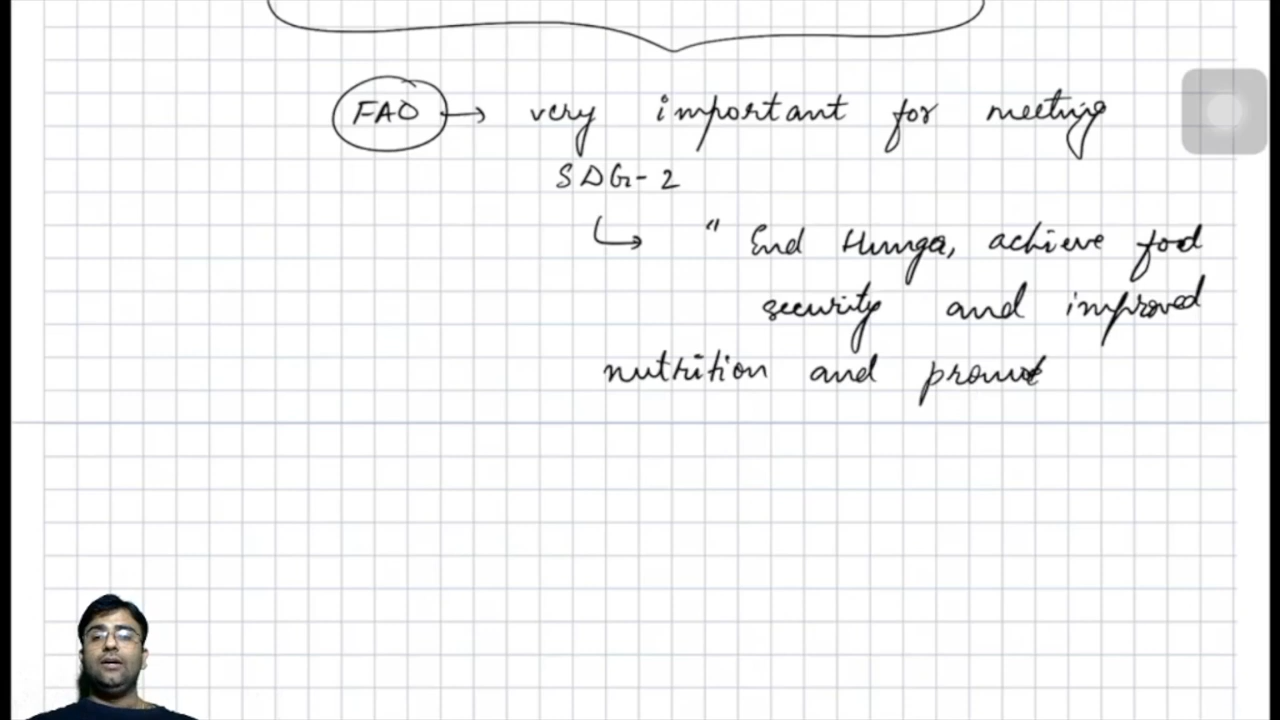 FAO → very important for meeting
SDG-2
↳ " End Hunger, achieve food
security and improved
nutrition and promote